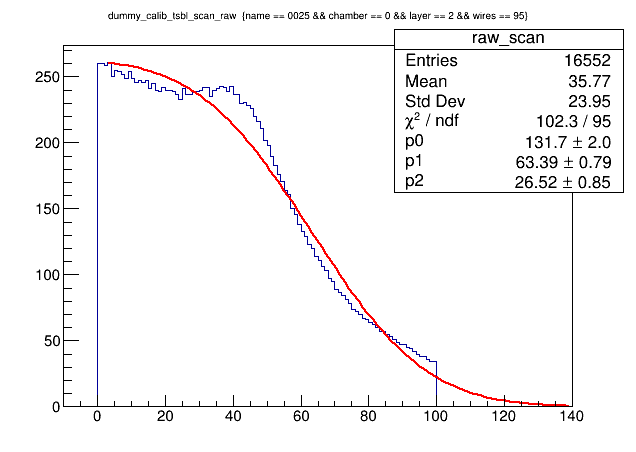 dummy_calib_tsbl_scan_raw {name == 0025 && chamber == 0 && layer == 2 && wires == 95}
raw_scan
Entries 16552
Mean 35.77
Std Dev 23.95
χ² / ndf 102.3 / 95
p0 131.7 ± 2.0
p1 63.39 ± 0.79
p2 26.52 ± 0.85
250
200
150
100
50
0
0 20 40 60 80 100 120 140